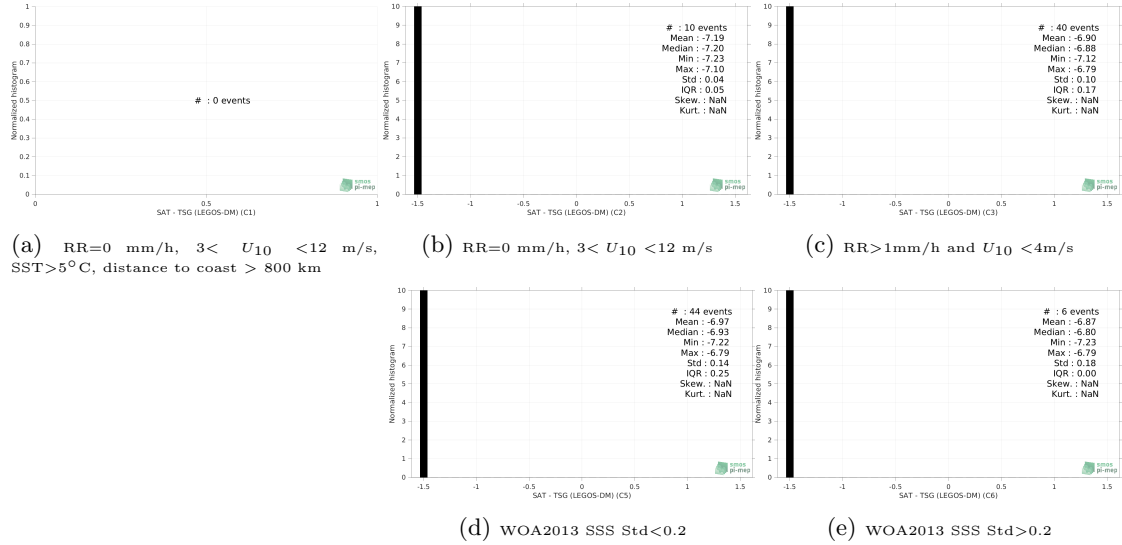 1
0.9
0.8
0.7
0.6
0.5
0.4
0.3
0.2
0.1
0
Normalized histogram
# : 0 events
smos
pi-mep
0 0.5 1
SAT - TSG (LEGOS-DM) (C1)
(a) RR=0 mm/h, 3< U10 <12 m/s,
SST>5°C, distance to coast > 800 km
10
9
8
7
6
5
4
3
2
1
0
Normalized histogram
# : 10 events
Mean : -7.19
Median : -7.20
Min : -7.23
Max : -7.10
Std : 0.04
IQR : 0.05
Skew. : NaN
Kurt. : NaN
smos
pi-mep
-1.5 -1 -0.5 0 0.5 1 1.5
SAT - TSG (LEGOS-DM) (C2)
(b) RR=0 mm/h, 3< U10 <12 m/s
10
9
8
7
6
5
4
3
2
1
0
Normalized histogram
# : 40 events
Mean : -6.90
Median : -6.88
Min : -7.12
Max : -6.79
Std : 0.10
IQR : 0.17
Skew. : NaN
Kurt. : NaN
smos
pi-mep
-1.5 -1 -0.5 0 0.5 1 1.5
SAT - TSG (LEGOS-DM) (C3)
(c) RR>1mm/h and U10 <4m/s
10
9
8
7
6
5
4
3
2
1
0
Normalized histogram
# : 44 events
Mean : -6.97
Median : -6.93
Min : -7.22
Max : -6.79
Std : 0.14
IQR : 0.25
Skew. : NaN
Kurt. : NaN
smos
pi-mep
-1.5 -1 -0.5 0 0.5 1 1.5
SAT - TSG (LEGOS-DM) (C5)
(d) WOA2013 SSS Std<0.2
10
9
8
7
6
5
4
3
2
1
0
Normalized histogram
# : 6 events
Mean : -6.87
Median : -6.80
Min : -7.23
Max : -6.79
Std : 0.18
IQR : 0.00
Skew. : NaN
Kurt. : NaN
smos
pi-mep
-1.5 -1 -0.5 0 0.5 1 1.5
SAT - TSG (LEGOS-DM) (C6)
(e) WOA2013 SSS Std>0.2